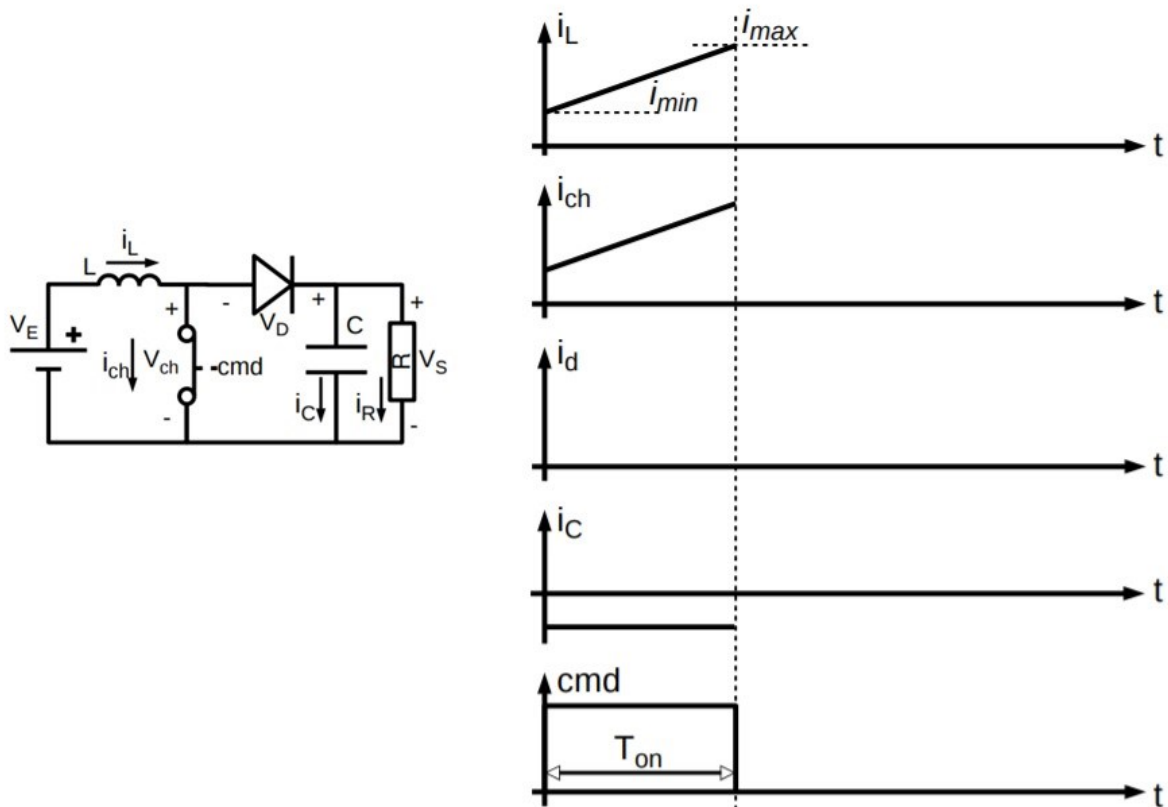 i_L
L
V_E
+
+
-
V_D
+
C
+
i_ch
V_ch
-cmd
R
V_S
i_C
i_R
-
-
i_L
i_max
i_min
t
i_ch
t
i_d
t
i_C
t
cmd
T_on
t